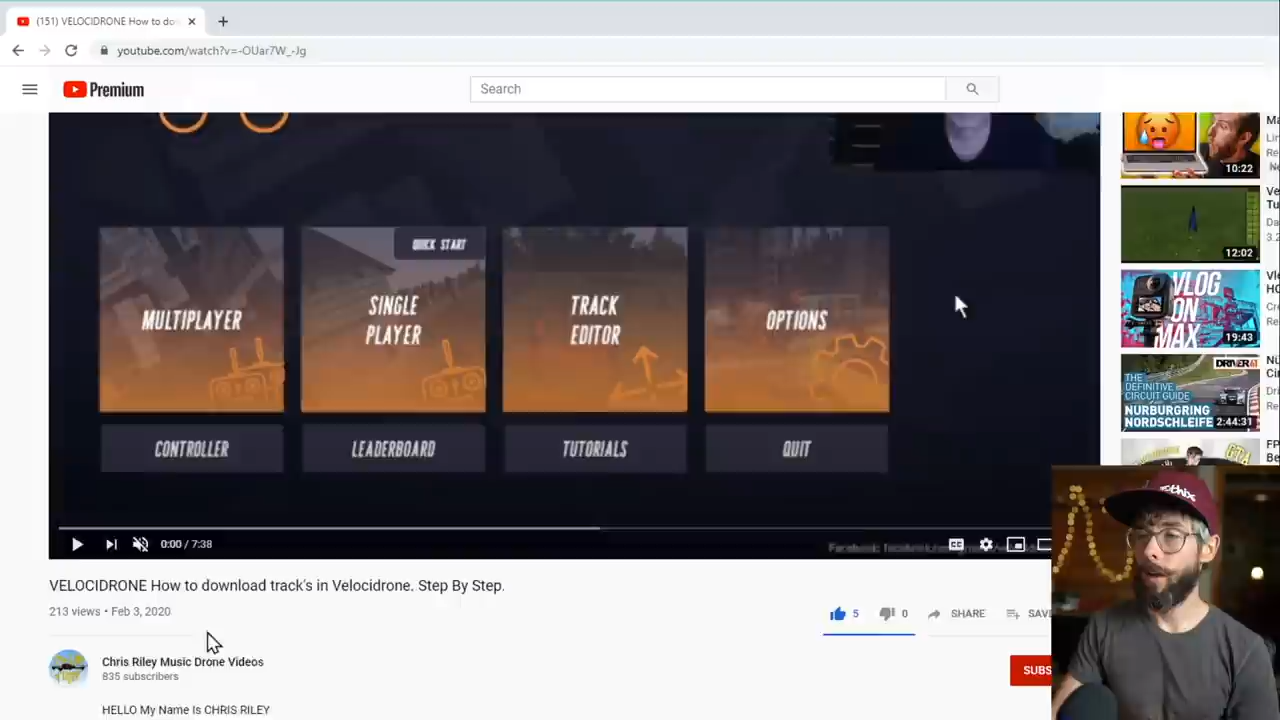 (151) VELOCIDRONE How to do
youtube.com/watch?v=-OUar7W_-Jg
Premium
Search
10:22
12:02
VLOG
ON
MAX
19:43
DRIVER61
THE
DEFINITIVE
CIRCUIT GUIDE
NURBURGRING
NORDSCHLEIFE
2:44:31
QUICK START
MULTIPLAYER
SINGLE
PLAYER
TRACK
EDITOR
OPTIONS
CONTROLLER
LEADERBOARD
TUTORIALS
QUIT
0:00 / 7:38
VELOCIDRONE How to download track's in Velocidrone. Step By Step.
213 views • Feb 3, 2020
5
0
SHARE
SAVE
Chris Riley Music Drone Videos
835 subscribers
SUBS
HELLO My Name Is CHRIS RILEY